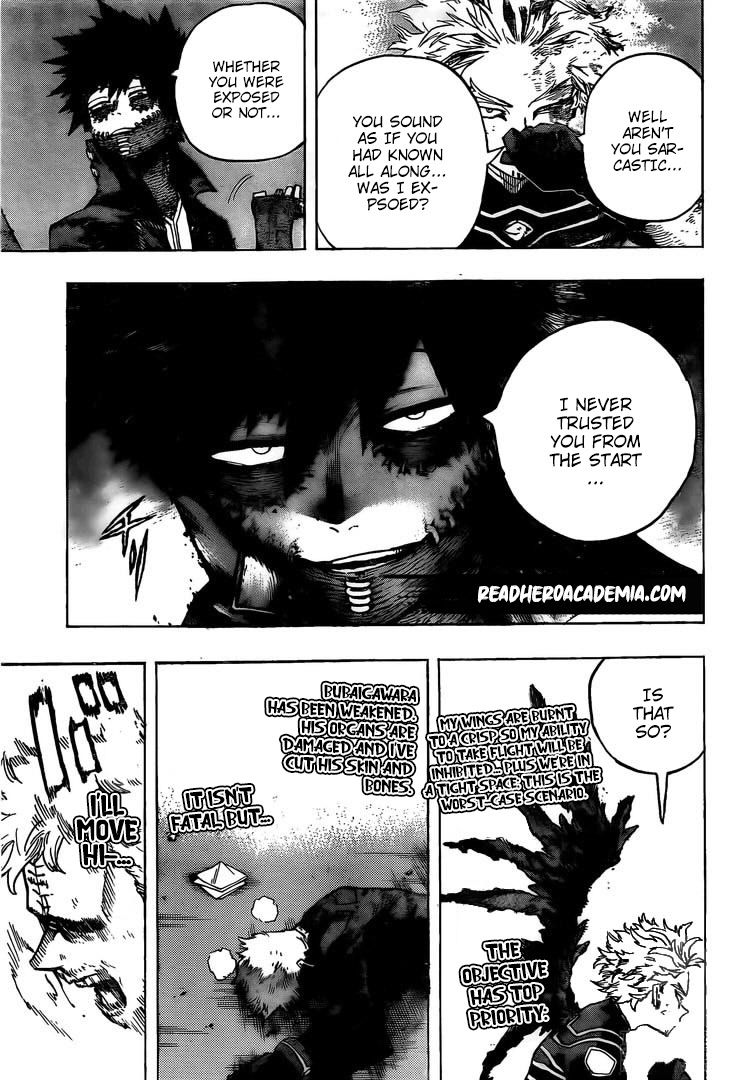 WELL
AREN'T
YOU SAR-
CASTIC...
YOU SOUND
AS IF YOU
HAD KNOWN
ALL ALONG...
WAS I EX-
PSOED?
WHETHER
YOU WERE
EXPOSED
OR NOT...
I NEVER
TRUSTED
YOU FROM
THE START
...
READHEROACADEMIA.COM
IS
THAT
SO?
MY WINGS ARE BURNT
TO A CRISP SO MY ABILITY
TO TAKE FLIGHT WILL BE
INHIBITED... PLUS WE'RE IN
A TIGHT SPACE; THIS IS THE
WORST-CASE SCENARIO.
THE
OBJECTIVE
HAS TOP
PRIORITY:
BUBAIGAWARA
HAS BEEN WEAKENED.
HIS ORGANS ARE
DAMAGED AND I'VE
CUT HIS SKIN AND
BONES.
IT ISN'T
FATAL BUT...
I'LL
MOVE
HI-...